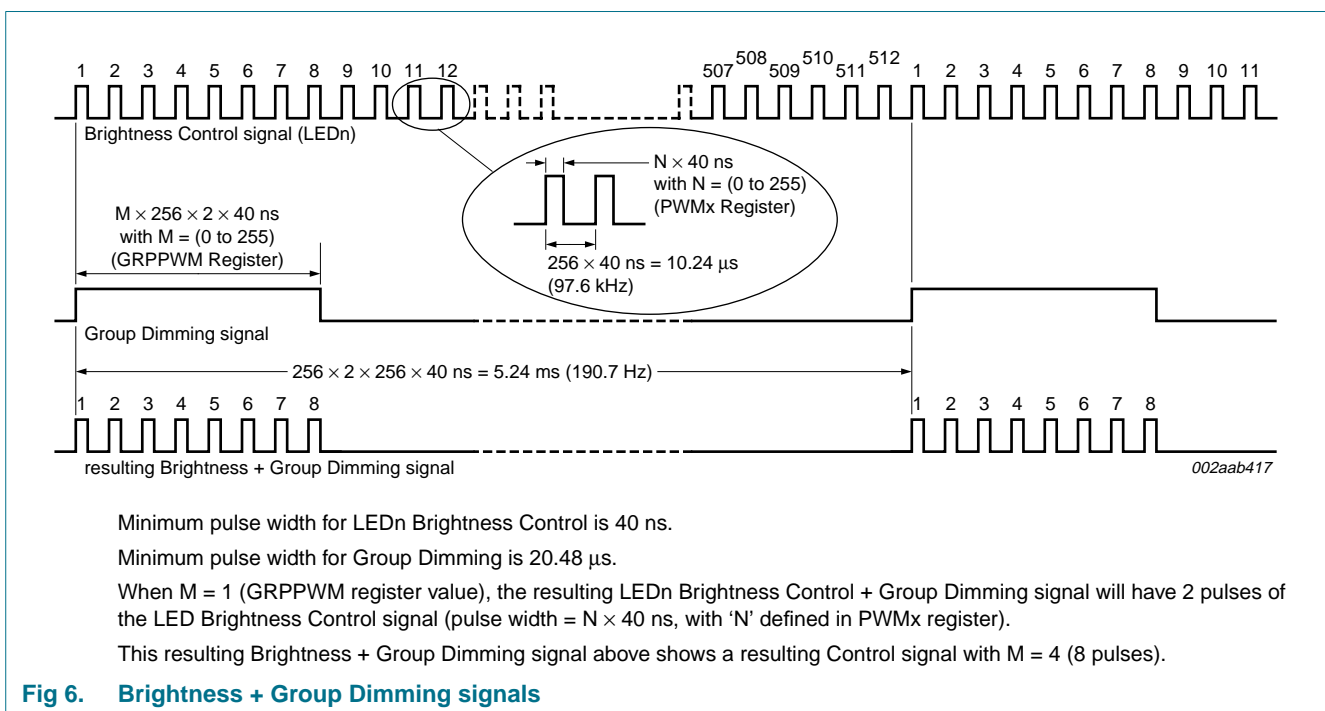 1 2 3 4 5 6 7 8 9 10 11 12 507 508 509 510 511 512 1 2 3 4 5 6 7 8 9 10 11
Brightness Control signal (LEDn)
N × 40 ns
with N = (0 to 255)
(PWMx Register)
256 × 40 ns = 10.24 μs
(97.6 kHz)
M × 256 × 2 × 40 ns
with M = (0 to 255)
(GRPPWM Register)
Group Dimming signal
256 × 2 × 256 × 40 ns = 5.24 ms (190.7 Hz)
1 2 3 4 5 6 7 8 1 2 3 4 5 6 7 8
resulting Brightness + Group Dimming signal
002aab417
Minimum pulse width for LEDn Brightness Control is 40 ns.
Minimum pulse width for Group Dimming is 20.48 μs.
When M = 1 (GRPPWM register value), the resulting LEDn Brightness Control + Group Dimming signal will have 2 pulses of
the LED Brightness Control signal (pulse width = N × 40 ns, with ‘N’ defined in PWMx register).
This resulting Brightness + Group Dimming signal above shows a resulting Control signal with M = 4 (8 pulses).
Fig 6. Brightness + Group Dimming signals